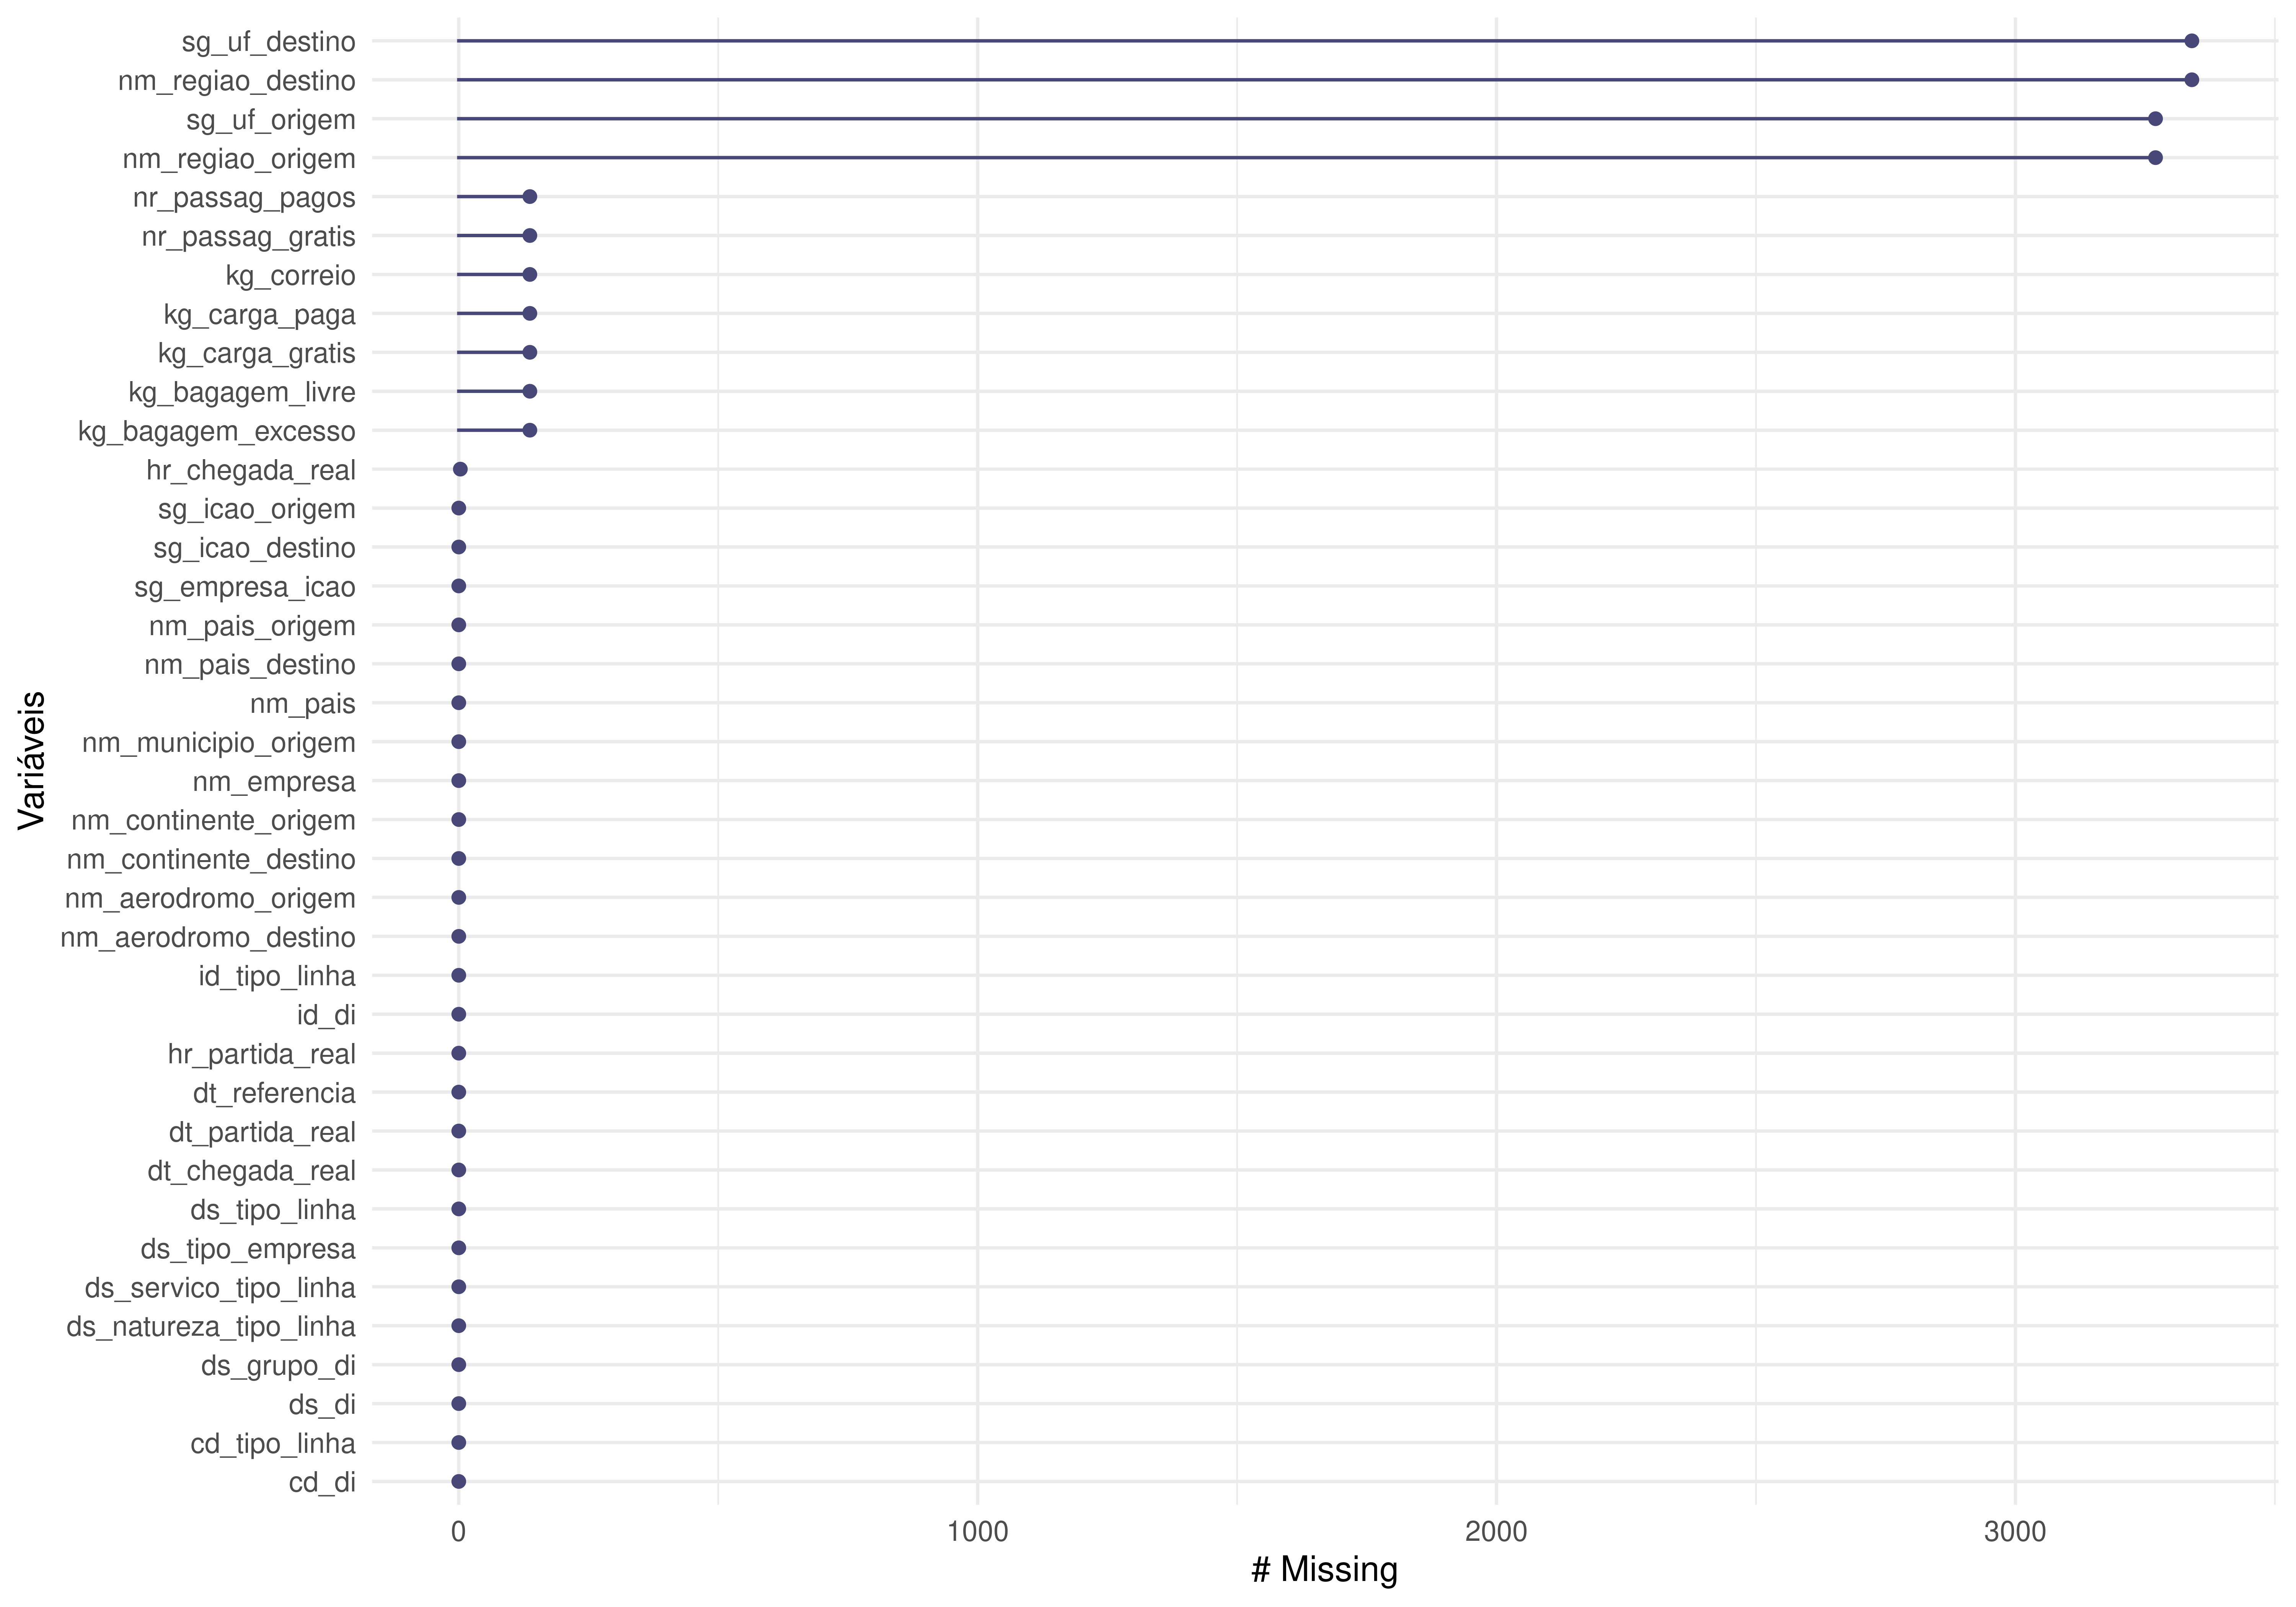 sg_uf_destino
nm_regiao_destino
sg_uf_origem
nm_regiao_origem
nr_passag_pagos
nr_passag_gratis
kg_correio
kg_carga_paga
kg_carga_gratis
kg_bagagem_livre
kg_bagagem_excesso
hr_chegada_real
sg_icao_origem
sg_icao_destino
sg_empresa_icao
nm_pais_origem
nm_pais_destino
nm_pais
nm_municipio_origem
nm_empresa
nm_continente_origem
nm_continente_destino
nm_aerodromo_origem
nm_aerodromo_destino
id_tipo_linha
id_di
hr_partida_real
dt_referencia
dt_partida_real
dt_chegada_real
ds_tipo_linha
ds_tipo_empresa
ds_servico_tipo_linha
ds_natureza_tipo_linha
ds_grupo_di
ds_di
cd_tipo_linha
cd_di
Variáveis
0 1000 2000 3000
# Missing